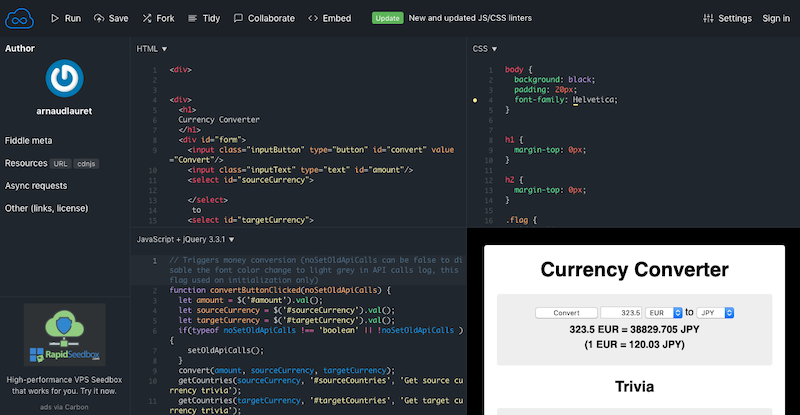 Run Save Fork Tidy Collaborate Embed Update New and updated JS/CSS linters Settings Sign in
Author
arnaudlauret
Fiddle meta
Resources URL cdnjs
Async requests
Other (links, license)
RapidSeedbox
High-performance VPS Seedbox
that works for you. Try it now.
ads via Carbon
HTML ▼
1 <div>
2
3
4 <div>
5 <h1>
6 Currency Converter
7 </h1>
8 <div id="form">
9 <input class="inputButton" type="button" id="convert" value
="Convert"/>
10 <input class="inputText" type="text" id="amount"/>
11 <select id="sourceCurrency">
12
13 </select>
14 to
15 <select id="targetCurrency">
CSS ▼
1 body {
2 background: black;
3 padding: 20px;
4 font-family: Helvetica;
5 }
6
7
8 h1 {
9 margin-top: 0px;
10 }
11
12 h2 {
13 margin-top: 0px;
14 }
15
16 .flag {
JavaScript + jQuery 3.3.1 ▼
1 // Triggers money conversion (noSetOldApiCalls can be false to di
sable the font color change to light grey in API calls log, this
flag used on initialization only)
2 function convertButtonClicked(noSetOldApiCalls) {
3 let amount = $('#amount').val();
4 let sourceCurrency = $('#sourceCurrency').val();
5 let targetCurrency = $('#targetCurrency').val();
6 if(typeof noSetOldApiCalls !== 'boolean' || !noSetOldApiCalls )
{
7 setOldApiCalls();
8 }
9 convert(amount, sourceCurrency, targetCurrency);
10 getCountries(sourceCurrency, '#sourceCountries', 'Get source cu
rrency trivia');
11 getCountries(targetCurrency, '#targetCountries', 'Get target cu
rrency trivia');
Currency Converter
Convert 323.5 EUR to JPY
323.5 EUR = 38829.705 JPY
(1 EUR = 120.03 JPY)
Trivia